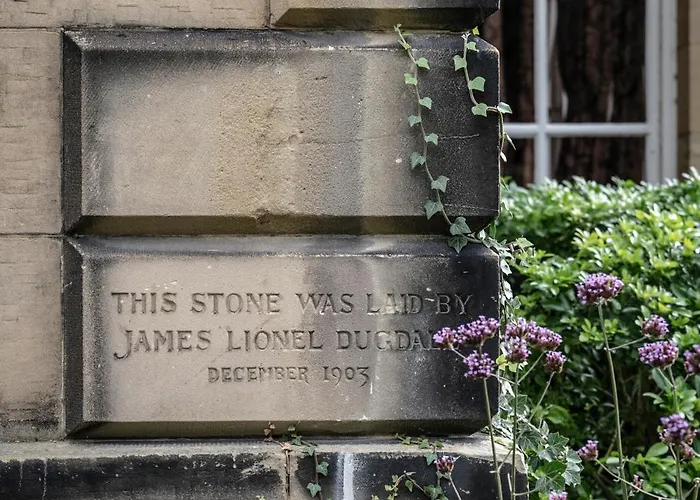 THIS STONE WAS LAID BY
JAMES LIONEL DUGDALE
DECEMBER 1903